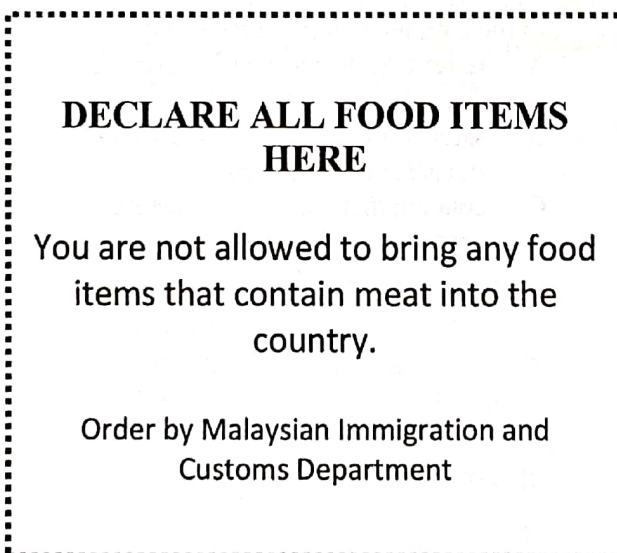 DECLARE ALL FOOD ITEMS
HERE
You are not allowed to bring any food
items that contain meat into the
country.
Order by Malaysian Immigration and
Customs Department